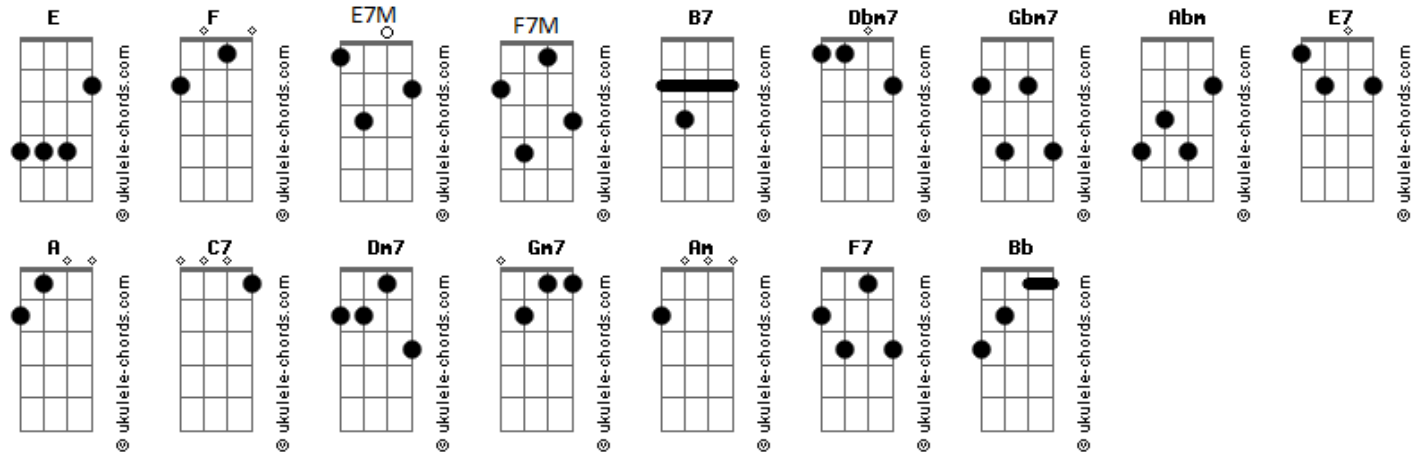 E F E7M F7M B7 Dbm7 Gbm7 Abm E7
© ukulele-chords.com © ukulele-chords.com © ukulele-chords.com © ukulele-chords.com © ukulele-chords.com © ukulele-chords.com © ukulele-chords.com © ukulele-chords.com © ukulele-chords.com
A C7 Dm7 Gm7 Am F7 Bb
© ukulele-chords.com © ukulele-chords.com © ukulele-chords.com © ukulele-chords.com © ukulele-chords.com © ukulele-chords.com © ukulele-chords.com